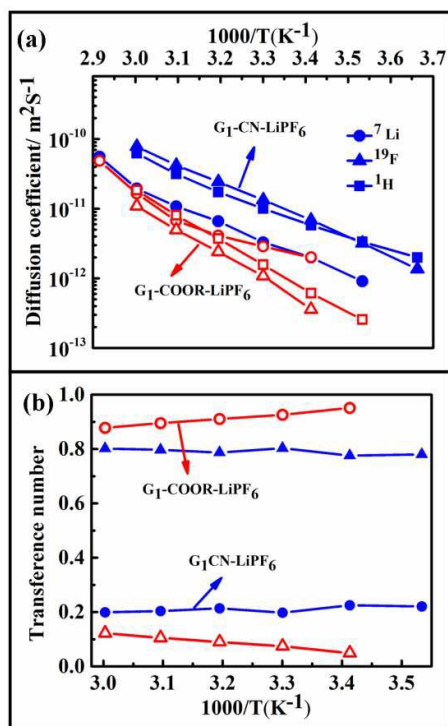 (a)
1000/T(K-1)
2.9 3.0 3.1 3.2 3.3 3.4 3.5 3.6 3.7
Diffusion coefficient/ m2S-1
10-10
10-11
10-12
10-13
G1-CN-LiPF6
7 Li
19F
1H
G1-COOR-LiPF6
(b)
Transference number
1.0
0.8
0.6
0.4
0.2
0.0
G1-COOR-LiPF6
G1CN-LiPF6
3.0 3.1 3.2 3.3 3.4 3.5
1000/T(K-1)